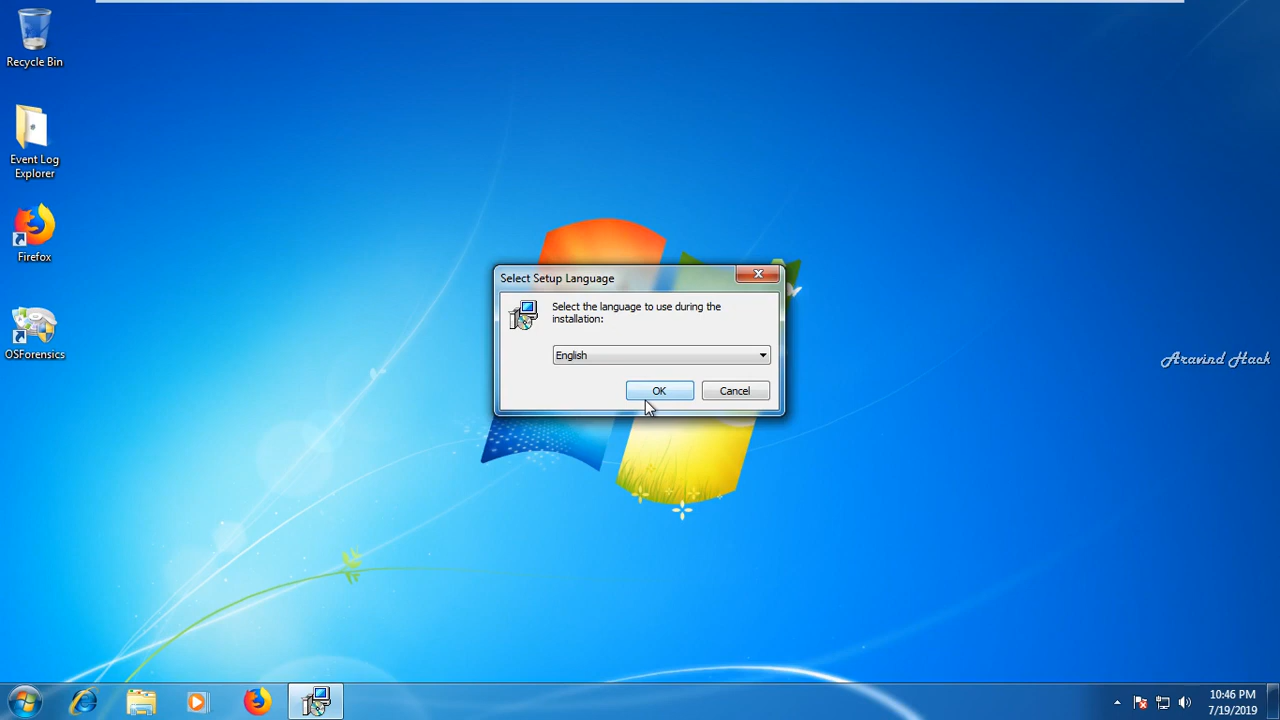 Recycle Bin
Event Log
Explorer
Firefox
OSForensics
Select Setup Language
Select the language to use during the
installation:
English
OK
Cancel
Aravind Hack
10:46 PM
7/19/2019